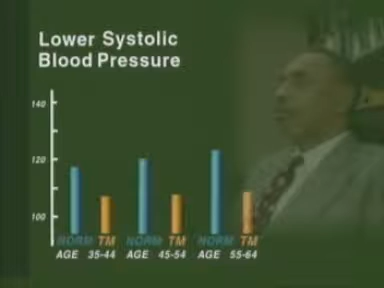 Lower Systolic
Blood Pressure
140
120
100
NORM TM NORM TM NORM TM
AGE 35-44 AGE 45-54 AGE 55-64